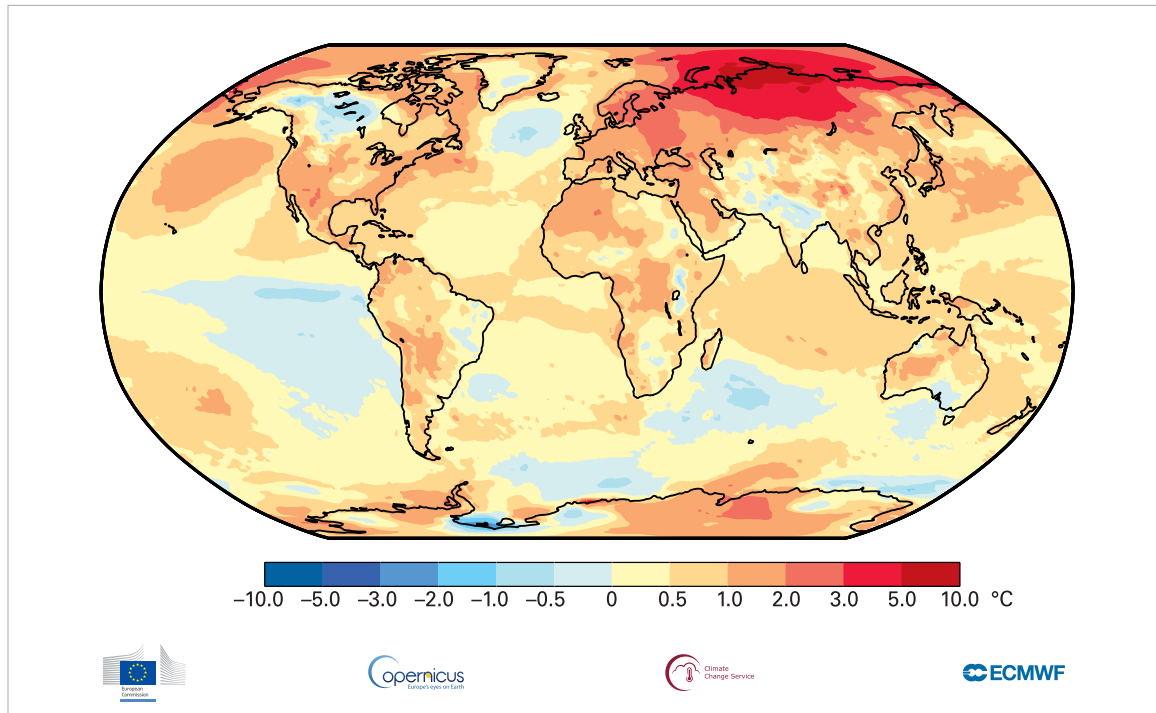 –10.0 –5.0 –3.0 –2.0 –1.0 –0.5 0 0.5 1.0 2.0 3.0 5.0 10.0 °C
European
Commission
opernicus
Europe's eyes on Earth
Climate
Change Service
ECMWF